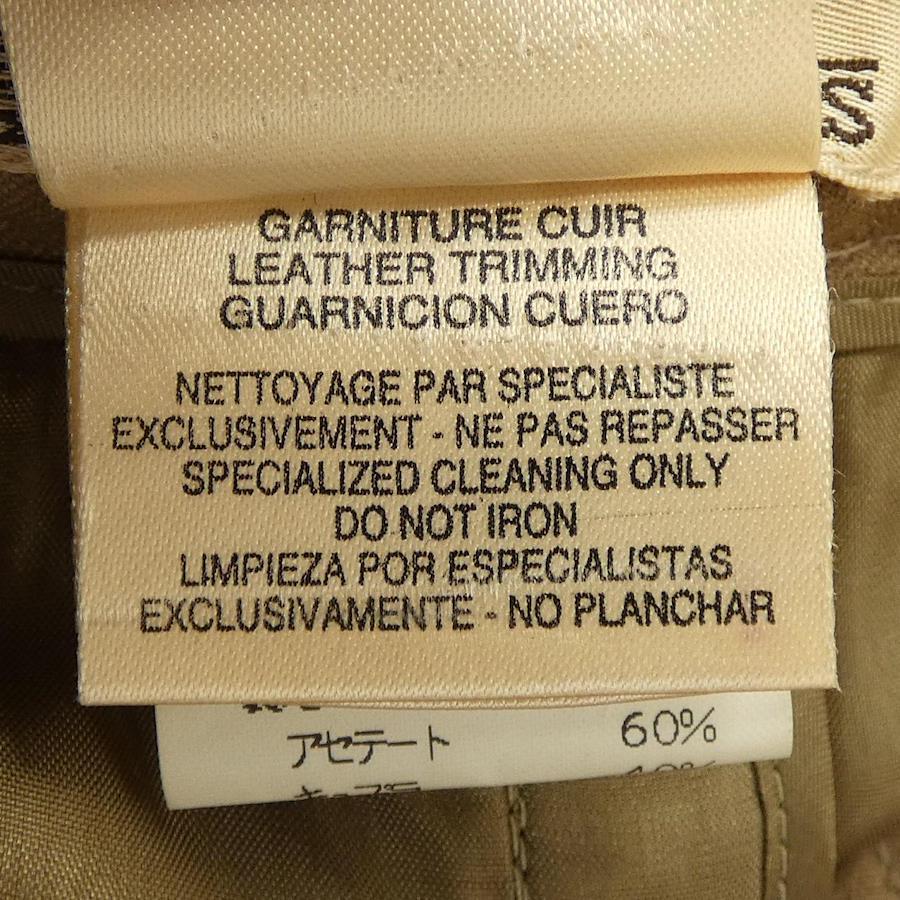 GARNITURE CUIR
LEATHER TRIMMING
GUARNICION CUERO
NETTOYAGE PAR SPECIALISTE
EXCLUSIVEMENT - NE PAS REPASSER
SPECIALIZED CLEANING ONLY
DO NOT IRON
LIMPIEZA POR ESPECIALISTAS
EXCLUSIVAMENTE - NO PLANCHAR
アセテート 60%